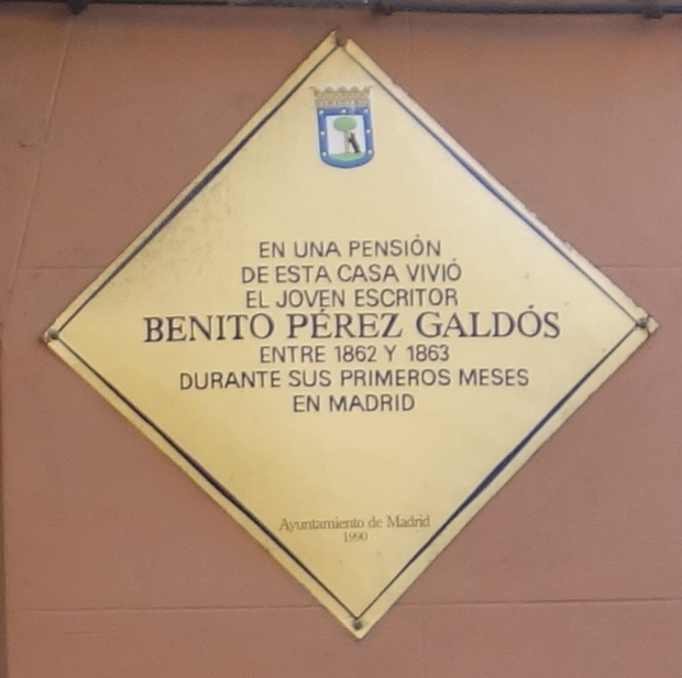 EN UNA PENSIÓN
DE ESTA CASA VIVIÓ
EL JOVEN ESCRITOR
BENITO PÉREZ GALDÓS
ENTRE 1862 Y 1863
DURANTE SUS PRIMEROS MESES
EN MADRID
Ayuntamiento de Madrid
1990